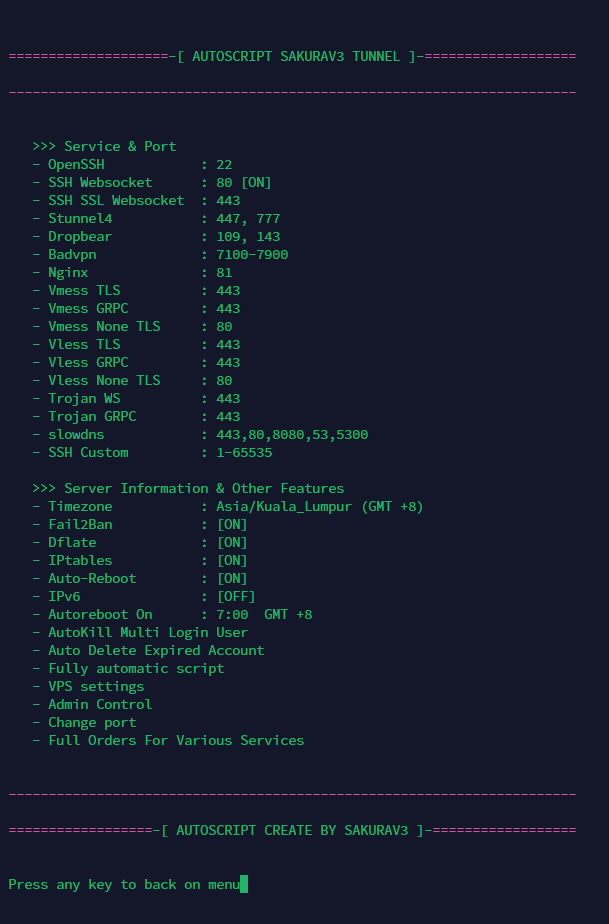 ===================-[ AUTOSCRIPT SAKURAV3 TUNNEL ]-===================
-----------------------------------------------------------------------
>>> Service & Port
- OpenSSH            : 22
- SSH Websocket      : 80 [ON]
- SSH SSL Websocket  : 443
- Stunnel4           : 447, 777
- Dropbear           : 109, 143
- Badvpn             : 7100-7900
- Nginx              : 81
- Vmess TLS          : 443
- Vmess GRPC         : 443
- Vmess None TLS     : 80
- Vless TLS          : 443
- Vless GRPC         : 443
- Vless None TLS     : 80
- Trojan WS          : 443
- Trojan GRPC        : 443
- slowdns            : 443,80,8080,53,5300
- SSH Custom         : 1-65535
>>> Server Information & Other Features
- Timezone           : Asia/Kuala_Lumpur (GMT +8)
- Fail2Ban           : [ON]
- Dflate             : [ON]
- IPtables           : [ON]
- Auto-Reboot        : [ON]
- IPv6               : [OFF]
- Autoreboot On      : 7:00  GMT +8
- AutoKill Multi Login User
- Auto Delete Expired Account
- Fully automatic script
- VPS settings
- Admin Control
- Change port
- Full Orders For Various Services
-----------------------------------------------------------------------
==================-[ AUTOSCRIPT CREATE BY SAKURAV3 ]-==================
Press any key to back on menu